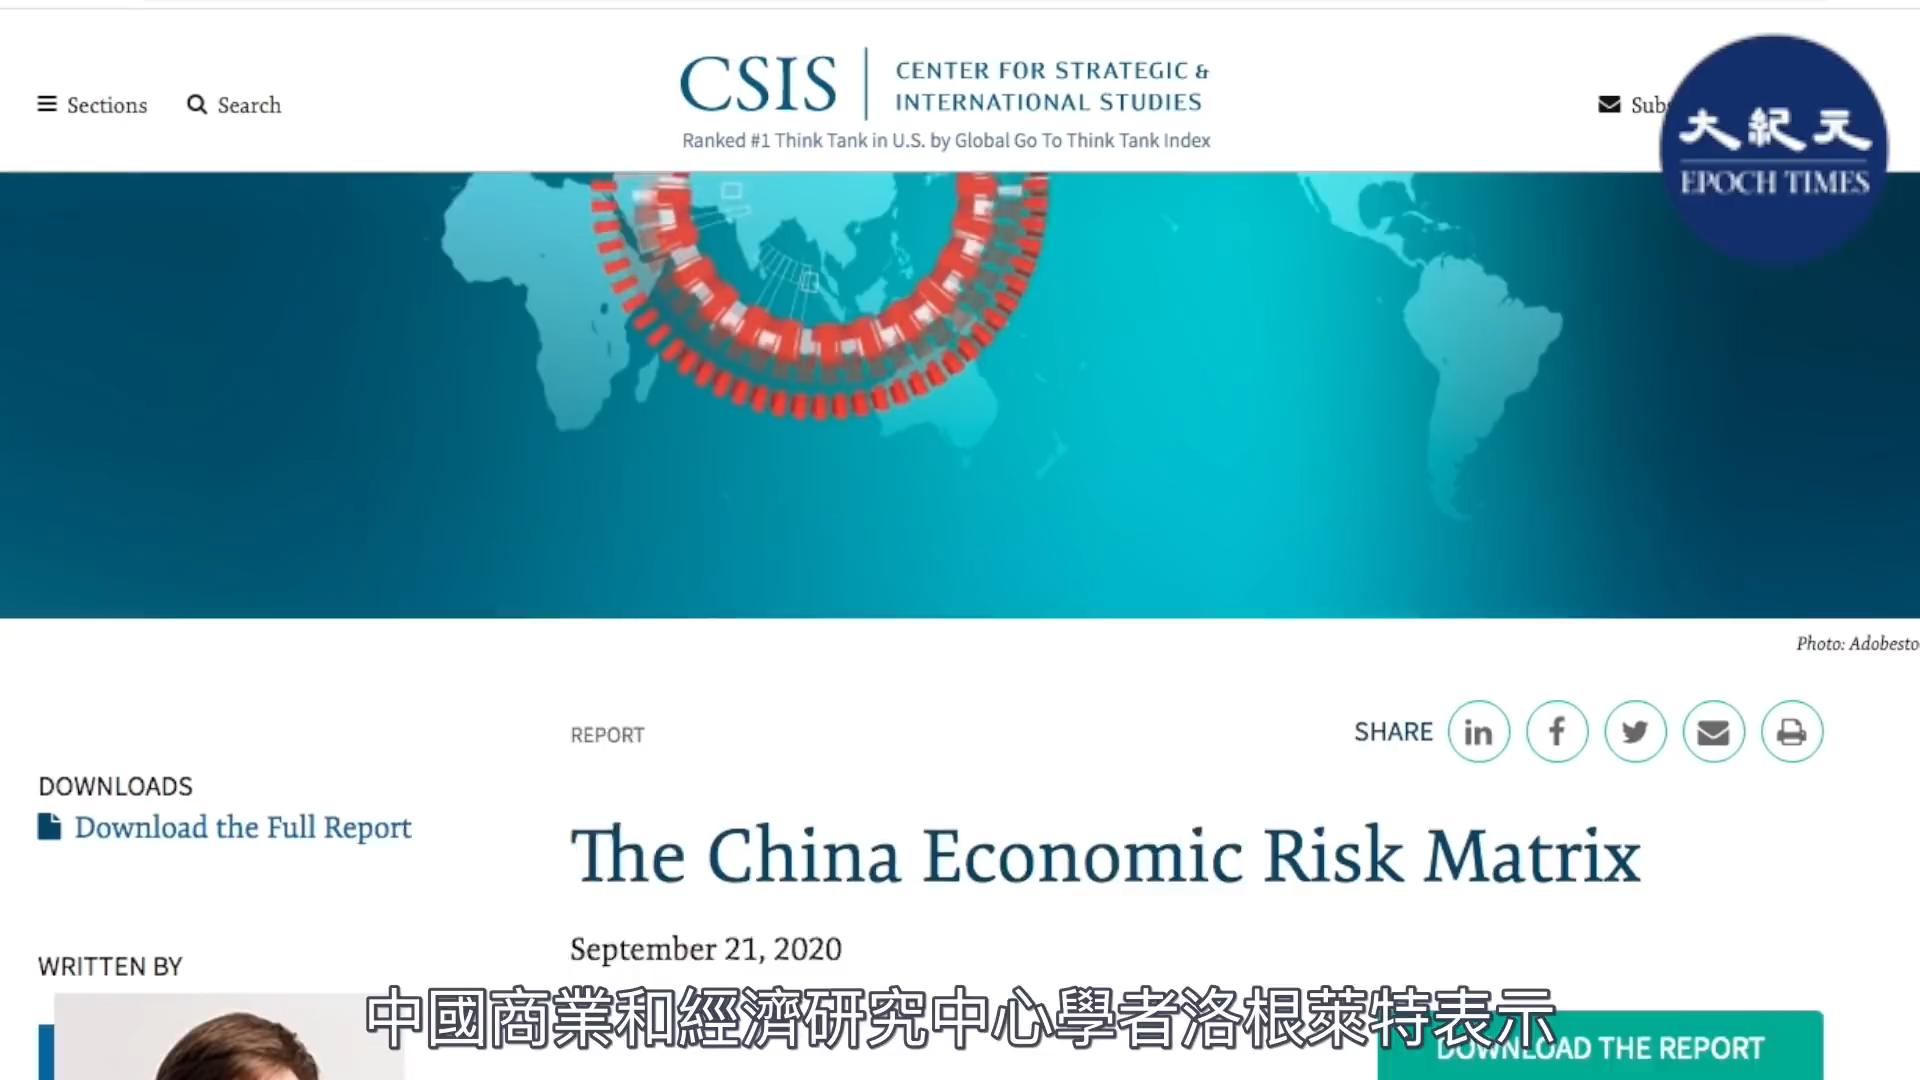 Sections
Search
CSIS
CENTER FOR STRATEGIC &
INTERNATIONAL STUDIES
Ranked #1 Think Tank in U.S. by Global Go To Think Tank Index
大紀元
EPOCH TIMES
Photo:
REPORT
SHARE
DOWNLOADS
Download the Full Report
The China Economic Risk Matrix
September 21, 2020
WRITTEN BY
中國商業和經濟研究中心學者洛根萊特表示
DOWNLOAD THE REPORT